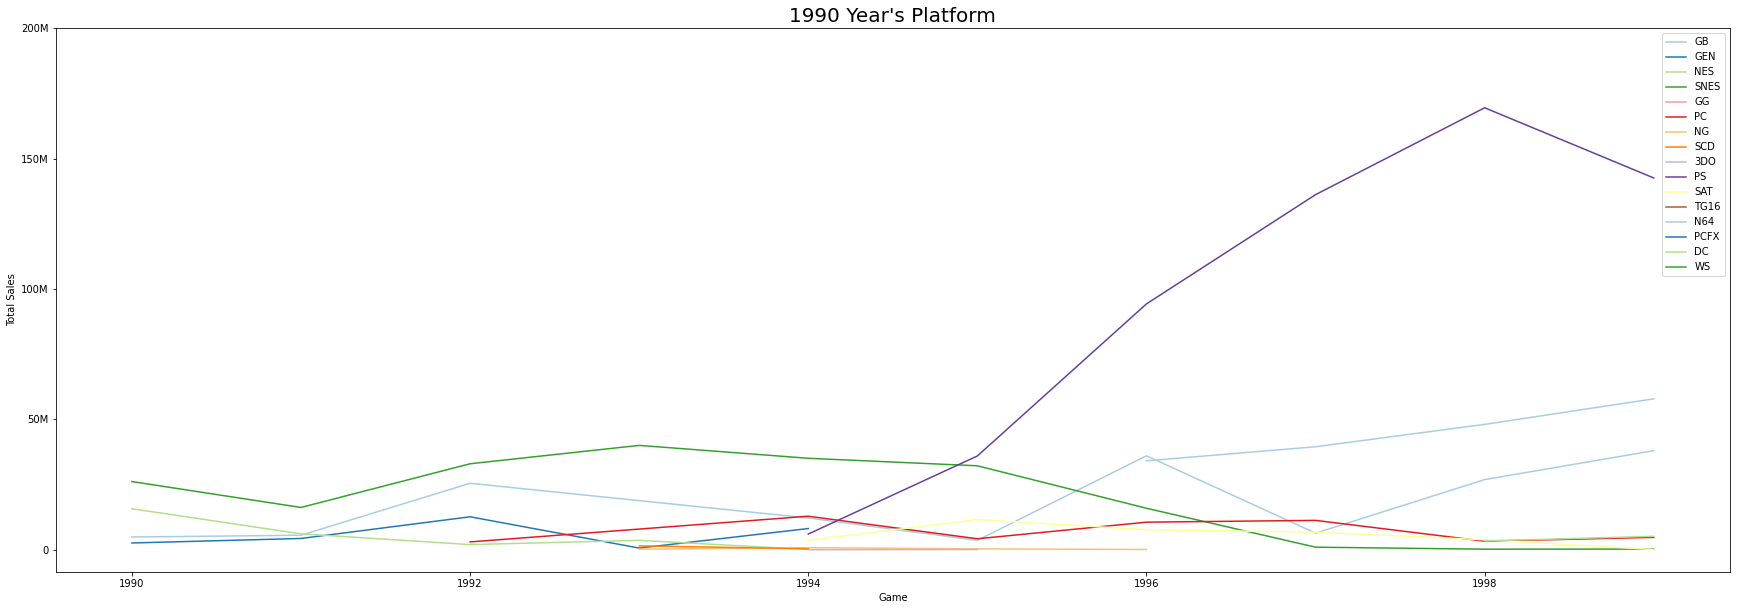 1990 Year's Platform
200M
150M
100M
50M
0
Total Sales
1990
1992
1994
1996
1998
Game
GB
GEN
NES
SNES
GG
PC
NG
SCD
3DO
PS
SAT
TG16
N64
PCFX
DC
WS